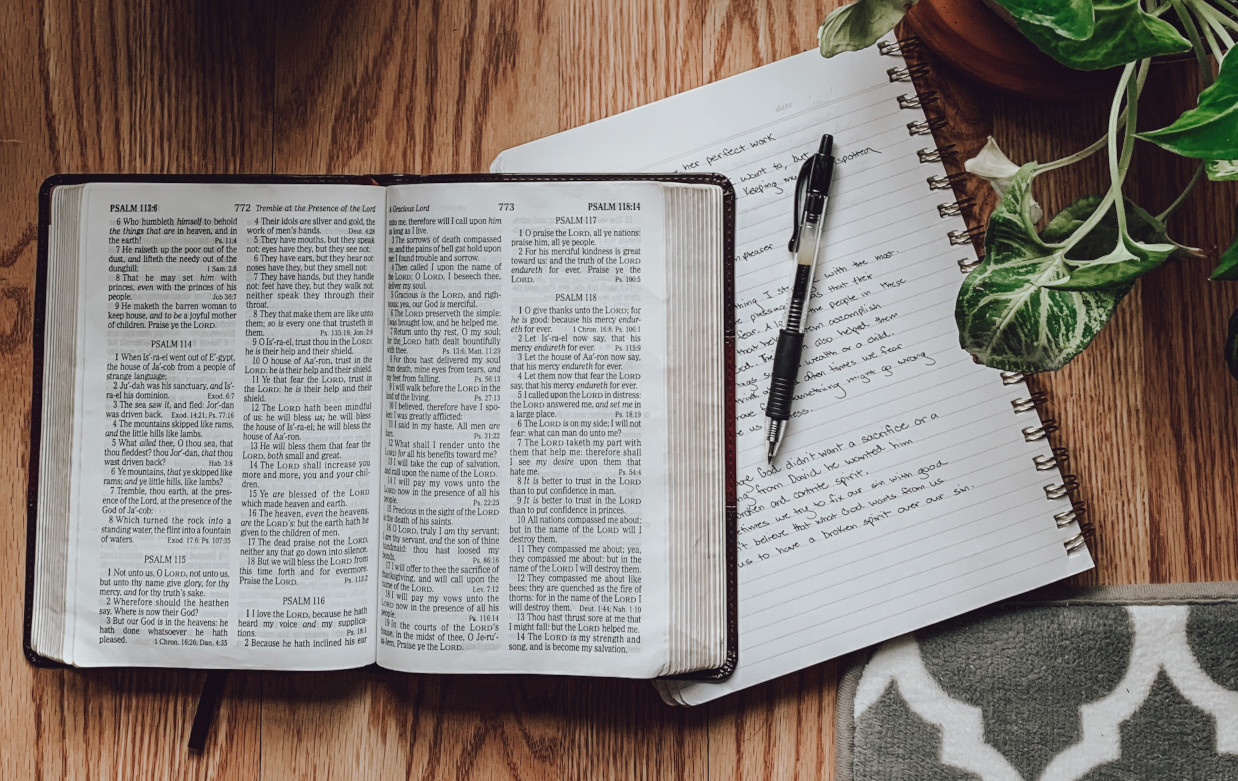 PSALM 113:6
772 Tremble at the Presence of the Lord
6 Who humbleth himself to behold
the things that are in heaven, and in
the earth! Ps. 11:4
7 He raiseth up the poor out of the
dust, and lifteth the needy out of the
dunghill; 1 Sam. 2:8
8 That he may set him with
princes, even with the princes of his
people. Job 36:7
9 He maketh the barren woman to
keep house, and to be a joyful mother
of children. Praise ye the LORD.
PSALM 114
1 When Is'-ra-el went out of E'-gypt,
the house of Ja'-cob from a people of
strange language;
2 Ju'-dah was his sanctuary, and Is'-
ra-el his dominion. Exod. 6:7
3 The sea saw it, and fled: Jor'-dan
was driven back. Exod. 14:21; Ps. 77:16
4 The mountains skipped like rams,
and the little hills like lambs.
5 What ailed thee, O thou sea, that
thou fleddest? thou Jor'-dan, that thou
wast driven back? Hab. 3:8
6 Ye mountains, that ye skipped like
rams; and ye little hills, like lambs?
7 Tremble, thou earth, at the pres-
ence of the Lord, at the presence of the
God of Ja'-cob;
8 Which turned the rock into a
standing water, the flint into a fountain
of waters. Exod. 17:6; Ps. 107:35
PSALM 115
1 Not unto us, O LORD, not unto us,
but unto thy name give glory, for thy
mercy, and for thy truth's sake.
2 Wherefore should the heathen
say, Where is now their God?
3 But our God is in the heavens: he
hath done whatsoever he hath
pleased. 1 Chron. 16:26; Dan. 4:35
4 Their idols are silver and gold, the
work of men's hands. Deut. 4:28
5 They have mouths, but they speak
not: eyes have they, but they see not:
6 They have ears, but they hear not:
noses have they, but they smell not:
7 They have hands, but they handle
not: feet have they, but they walk not:
neither speak they through their
throat.
8 They that make them are like unto
them; so is every one that trusteth in
them. Ps. 135:18; Jon. 2:8
9 O Is'-ra-el, trust thou in the LORD:
he is their help and their shield.
10 O house of Aa'-ron, trust in the
LORD: he is their help and their shield.
11 Ye that fear the LORD, trust in
the LORD: he is their help and their
shield.
12 The LORD hath been mindful
of us: he will bless us; he will bless
the house of Is'-ra-el; he will bless the
house of Aa'-ron.
13 He will bless them that fear the
LORD, both small and great.
14 The LORD shall increase you
more and more, you and your chil-
dren.
15 Ye are blessed of the LORD
which made heaven and earth.
16 The heaven, even the heavens,
are the LORD's: but the earth hath he
given to the children of men.
17 The dead praise not the LORD,
neither any that go down into silence.
18 But we will bless the LORD from
this time forth and for evermore.
Praise the LORD. Ps. 113:2
PSALM 116
1 I love the LORD, because he hath
heard my voice and my supplica-
tions. Ps. 18:1
2 Because he hath inclined his ear
A Gracious Lord
773
PSALM 118:14
unto me, therefore will I call upon him
as long as I live.
3 The sorrows of death compassed
me, and the pains of hell gat hold upon
me: I found trouble and sorrow.
4 Then called I upon the name of
the LORD; O LORD, I beseech thee,
deliver my soul.
5 Gracious is the LORD, and righ-
teous; yea, our God is merciful.
6 The LORD preserveth the simple:
I was brought low, and he helped me.
7 Return unto thy rest, O my soul;
for the LORD hath dealt bountifully
with thee. Ps. 13:6; Matt. 11:29
8 For thou hast delivered my soul
from death, mine eyes from tears, and
my feet from falling. Ps. 56:13
9 I will walk before the LORD in the
land of the living. Ps. 27:13
10 I believed, therefore have I spo-
ken: I was greatly afflicted:
11 I said in my haste, All men are
liars. Ps. 31:22
12 What shall I render unto the
LORD for all his benefits toward me?
13 I will take the cup of salvation,
and call upon the name of the LORD.
14 I will pay my vows unto the
LORD now in the presence of all his
people. Ps. 22:25
15 Precious in the sight of the LORD
is the death of his saints.
16 O LORD, truly I am thy servant;
I am thy servant, and the son of thine
handmaid: thou hast loosed my
bonds. Ps. 86:16
17 I will offer to thee the sacrifice of
thanksgiving, and will call upon the
name of the LORD. Lev. 7:12
18 I will pay my vows unto the
LORD now in the presence of all his
people, Ps. 116:14
19 In the courts of the LORD's
house, in the midst of thee, O Je-ru'-
sa-lem. Praise ye the LORD.
PSALM 117
1 O praise the LORD, all ye nations:
praise him, all ye people.
2 For his merciful kindness is great
toward us: and the truth of the LORD
endureth for ever. Praise ye the
LORD. Ps. 100:5
PSALM 118
1 O give thanks unto the LORD; for
he is good: because his mercy endur-
eth for ever. 1 Chron. 16:8; Ps. 106:1
2 Let Is'-ra-el now say, that his
mercy endureth for ever. Ps. 115:9
3 Let the house of Aa'-ron now say,
that his mercy endureth for ever.
4 Let them now that fear the LORD
say, that his mercy endureth for ever.
5 I called upon the LORD in distress:
the LORD answered me, and set me in
a large place. Ps. 18:19
6 The LORD is on my side; I will not
fear: what can man do unto me?
7 The LORD taketh my part with
them that help me: therefore shall
I see my desire upon them that
hate me. Ps. 54:4
8 It is better to trust in the LORD
than to put confidence in man.
9 It is better to trust in the LORD
than to put confidence in princes.
10 All nations compassed me about:
but in the name of the LORD will I
destroy them.
11 They compassed me about; yea,
they compassed me about: but in the
name of the LORD I will destroy them.
12 They compassed me about like
bees; they are quenched as the fire of
thorns: for in the name of the LORD I
will destroy them. Deut. 1:44; Nah. 1:10
13 Thou hast thrust sore at me that
I might fall: but the LORD helped me.
14 The LORD is my strength and
song, and is become my salvation.
date
her perfect work
want to, but
Keeping unspotted
pleaser
thing I with the most.
is that their
fear. the people in these
accomplish
also helped them
wealth or a child.
often times we fear
something might go wrong
God didn't want a sacrifice or a
from David he wanted him
broken and contrite spirit.
times we try to fix our sin with good
believe that what God wants from us
us to have a broken spirit over our sin.